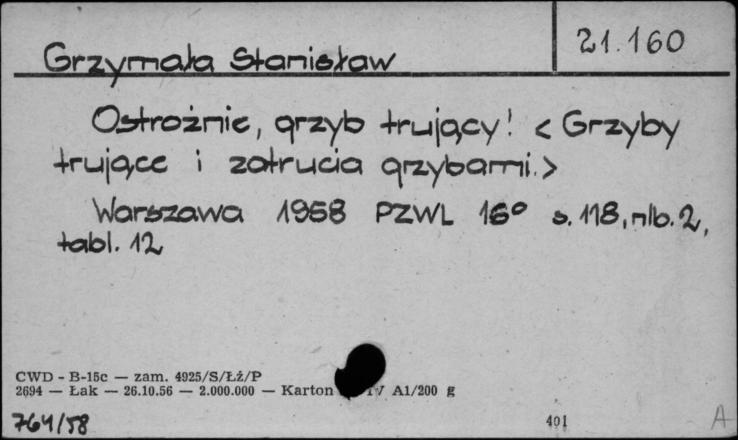 21.160
Grzymała Stanisław
Ostrożnie, grzyb trujący! < Grzyby
trujące i zatrucia grzybami. >
Warszawa 1958 PZWL 16° s. 118, nlb. 2,
tabl. 12
CWD - B-15c — zam. 4925/S/Łź/P
2694 — Łak — 26.10.56 — 2.000.000 — Karton IV A1/200 g
764/58
401
A